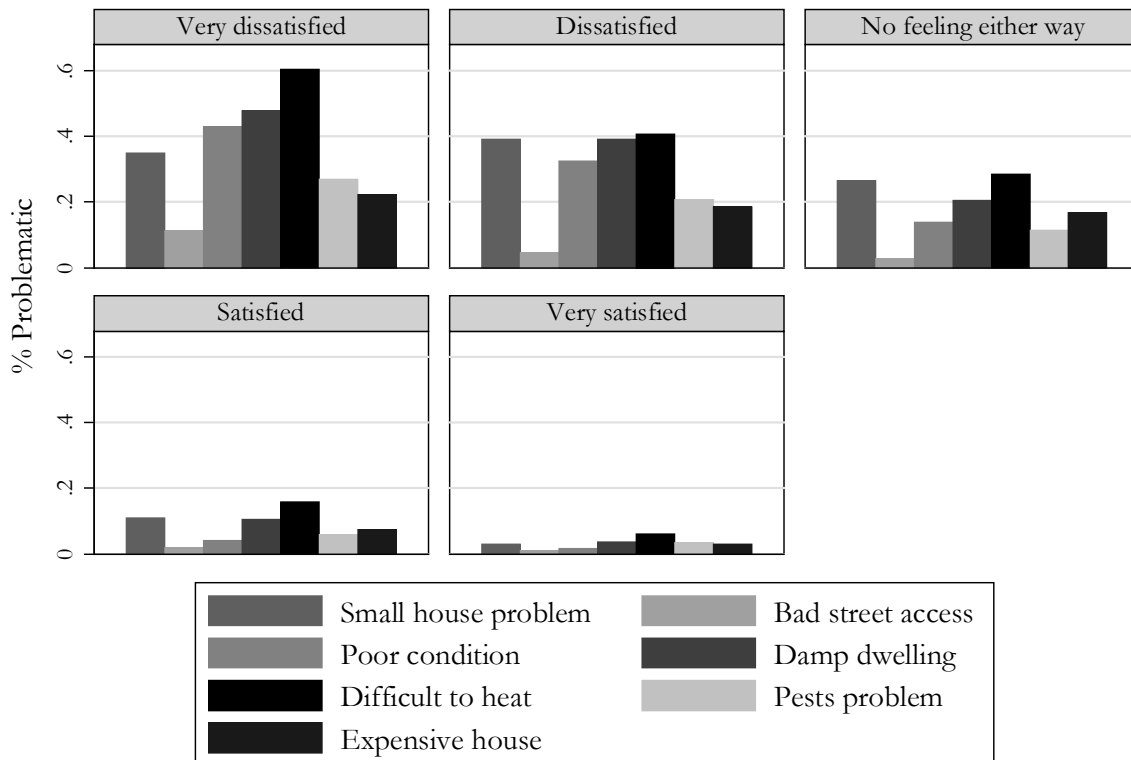 Very dissatisfied
Dissatisfied
No feeling either way
% Problematic
.6
.4
.2
0
Satisfied
Very satisfied
.6
.4
.2
0
Small house problem
Bad street access
Poor condition
Damp dwelling
Difficult to heat
Pests problem
Expensive house